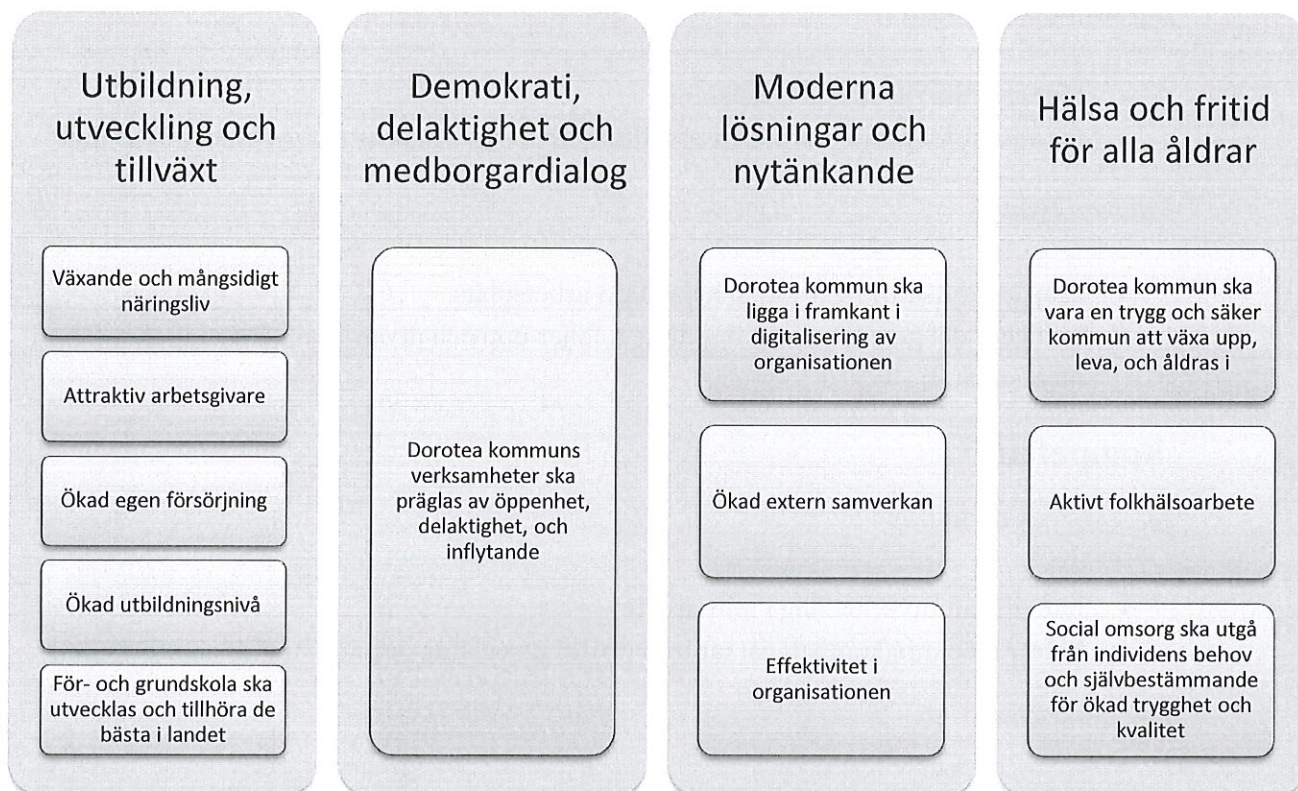 Utbildning,
utveckling och
tillväxt
Växande och mångsidigt
näringsliv
Attraktiv arbetsgivare
Ökad egen försörjning
Ökad utbildningsnivå
För- och grundskola ska
utvecklas och tillhöra de
bästa i landet
Demokrati,
delaktighet och
medborgardialog
Dorotea kommuns
verksamheter ska
präglas av öppenhet,
delaktighet, och
inflytande
Moderna
lösningar och
nytänkande
Dorotea kommun ska
ligga i framkant i
digitalisering av
organisationen
Ökad extern samverkan
Effektivitet i
organisationen
Hälsa och fritid
för alla åldrar
Dorotea kommun ska
vara en trygg och säker
kommun att växa upp,
leva, och åldras i
Aktivt folkhälsoarbete
Social omsorg ska utgå
från individens behov
och självbestämmande
för ökad trygghet och
kvalitet